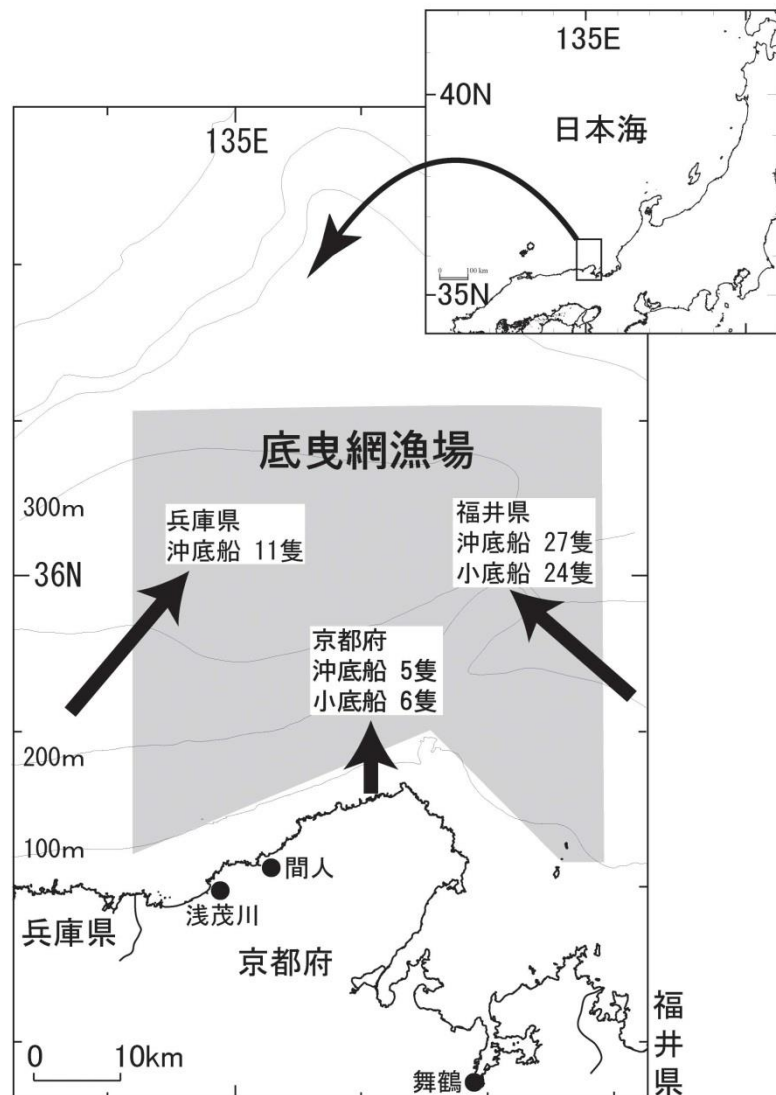 135E
40N
日本海
0 100 km
35N
135E
底曳網漁場
300m
兵庫県
沖底船 11隻
福井県
沖底船 27隻
小底船 24隻
36N
京都府
沖底船 5隻
小底船 6隻
200m
100m
間人
浅茂川
兵庫県
京都府
福井県
0 10km
舞鶴